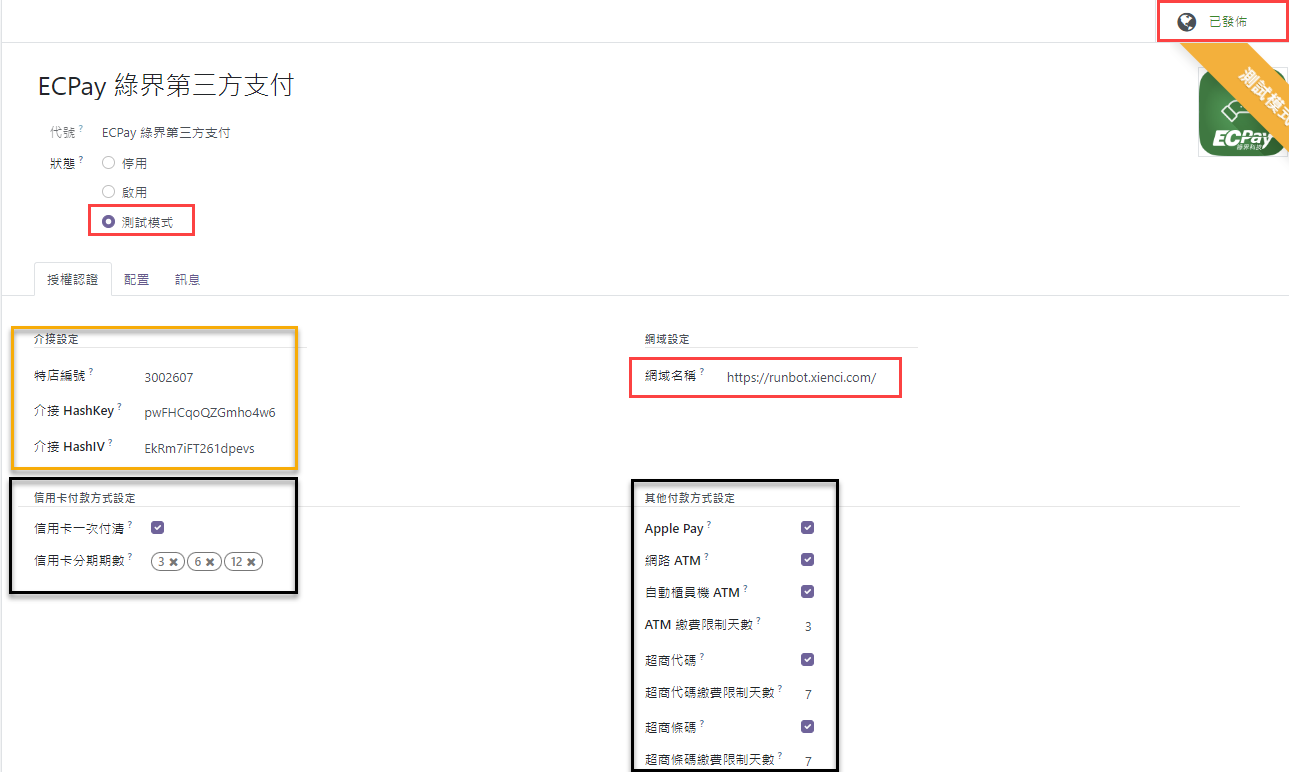 已發佈
測試模式
ECPay 綠界第三方支付
ECPay
綠界科技
代號 ? ECPay 綠界第三方支付
狀態 ? 停用
啟用
測試模式
授權認證 配置 訊息
介接設定
特店編號 ? 3002607
介接 HashKey ? pwFHCqoQZGmho4w6
介接 HashIV ? EkRm7iFT261dpevs
網域設定
網域名稱 ? https://runbot.xienci.com/
信用卡付款方式設定
信用卡一次付清 ?
信用卡分期期數 ? 3 ✖ 6 ✖ 12 ✖
其他付款方式設定
Apple Pay ?
網路 ATM ?
自動櫃員機 ATM ?
ATM 繳費限制天數 ? 3
超商代碼 ?
超商代碼繳費限制天數 ? 7
超商條碼 ?
超商條碼繳費限制天數 ? 7